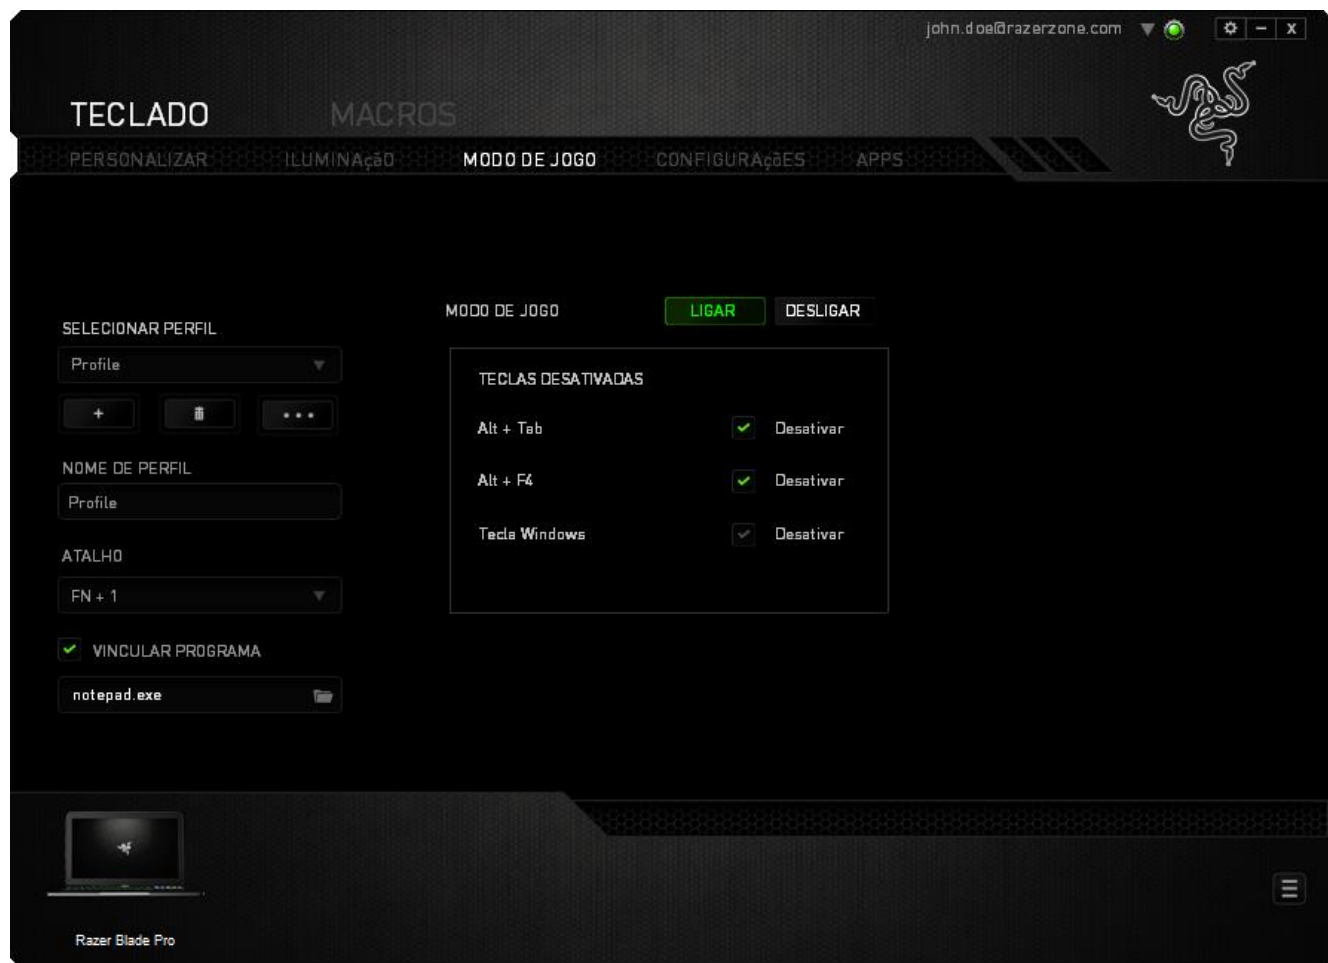 john.doe@razerzone.com
X
TECLADO MACROS
PERSONALIZAR ILUMINAção MODO DE JOGO CONFIGURAções APPS
MODO DE JOGO LIGAR DESLIGAR
SELECIONAR PERFIL
Profile
+ ...
TECLAS DESATIVADAS
Alt + Tab Desativar
NOME DE PERFIL
Profile
Alt + F4 Desativar
Tecla Windows Desativar
ATALHO
FN + 1
VINCULAR PROGRAMA
notepad.exe
Razer Blade Pro